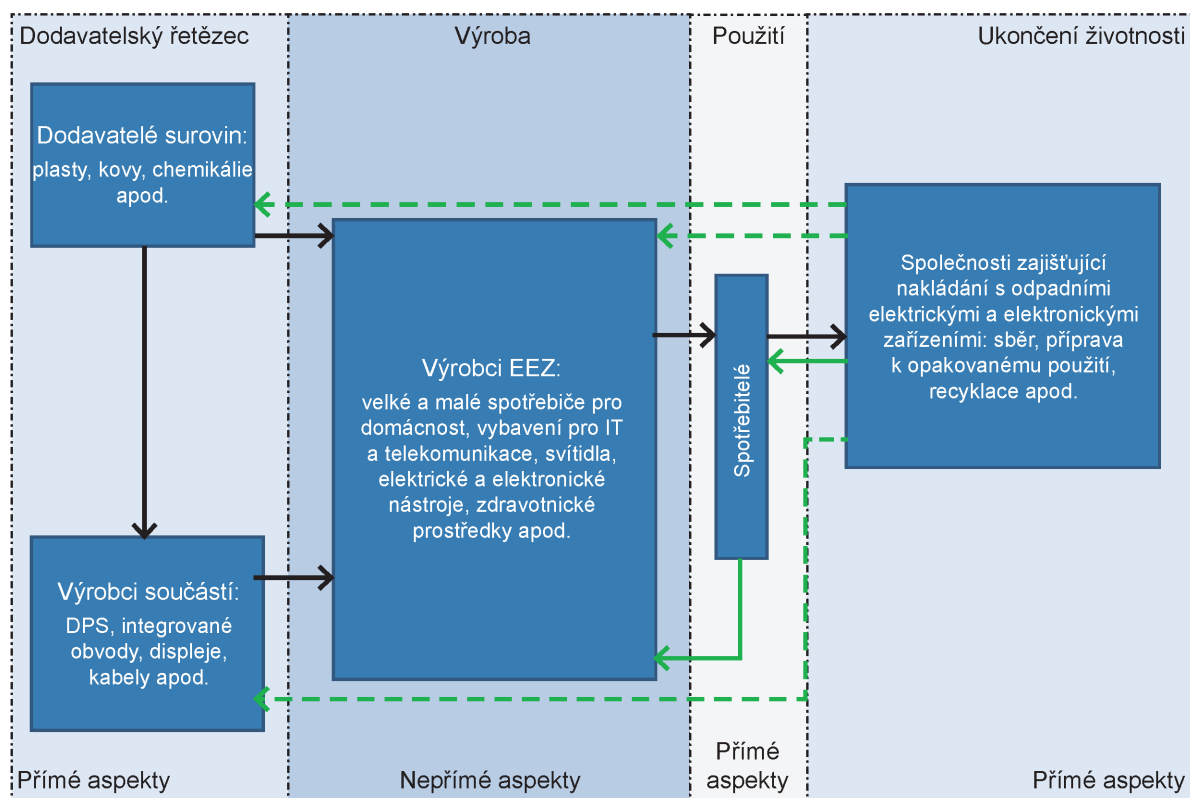 Dodavatelský řetězec
Výroba
Použití
Ukončení životnosti
Dodavatelé surovin:
plasty, kovy, chemikálie
apod.
Výrobci EEZ:
velké a malé spotřebiče pro
domácnost, vybavení pro IT
a telekomunikace, svítidla,
elektrické a elektronické
nástroje, zdravotnické
prostředky apod.
Spotřebitelé
Společnosti zajišťující
nakládání s odpadními
elektrickými a elektronickými
zařízeními: sběr, příprava
k opakovanému použití,
recyklace apod.
Výrobci součástí:
DPS, integrované
obvody, displeje,
kabely apod.
Přímé aspekty
Nepřímé aspekty
Přímé
aspekty
Přímé aspekty